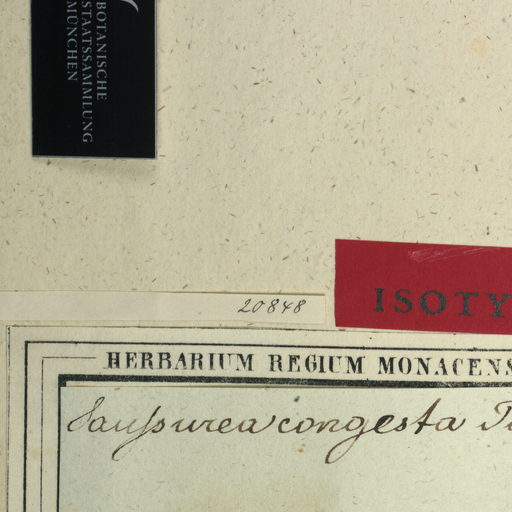 BOTANISCHE
STAATSSAMMLUNG
MÜNCHEN
ISOTY
20848
HERBARIUM REGIUM MONACENS
Saussurea congesta